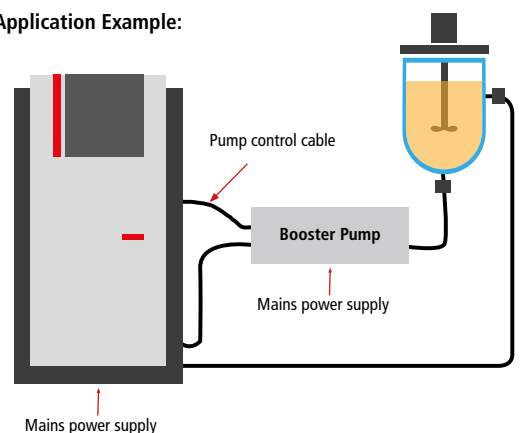 Application Example:
Pump control cable
Booster Pump
Mains power supply
Mains power supply